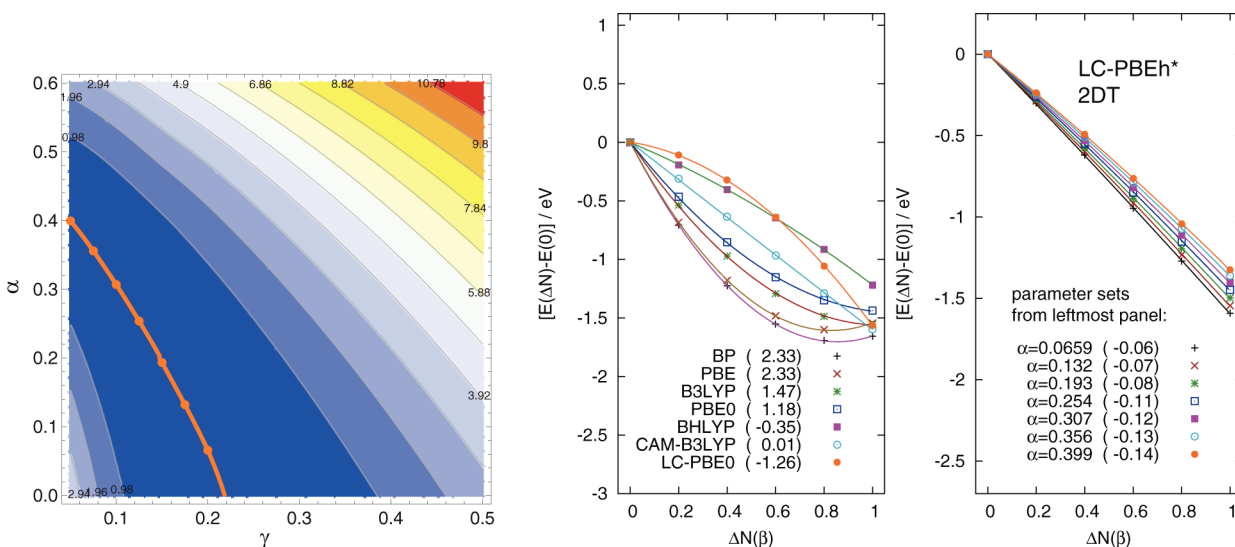 0.6
0.5
0.4
0.3
0.2
0.1
0.0
α
0.1
0.2
0.3
0.4
0.5
γ
2.94
4.9
6.86
8.82
10.78
1.96
0.98
9.8
7.84
5.88
3.92
2.94
1.96
0.98
[E(ΔN)-E(0)] / eV
1
0.5
0
-0.5
-1
-1.5
-2
-2.5
-3
BP ( 2.33)
PBE ( 2.33)
B3LYP ( 1.47)
PBE0 ( 1.18)
BHLYP ( -0.35)
CAM-B3LYP ( 0.01)
LC-PBE0 ( -1.26)
0 0.2 0.4 0.6 0.8 1
ΔN(β)
[E(ΔN)-E(0)] / eV
0
-0.5
-1
-1.5
-2
-2.5
LC-PBEh*
2DT
parameter sets
from leftmost panel:
α=0.0659 ( -0.06)
α=0.132 ( -0.07)
α=0.193 ( -0.08)
α=0.254 ( -0.11)
α=0.307 ( -0.12)
α=0.356 ( -0.13)
α=0.399 ( -0.14)
0 0.2 0.4 0.6 0.8 1
ΔN(β)